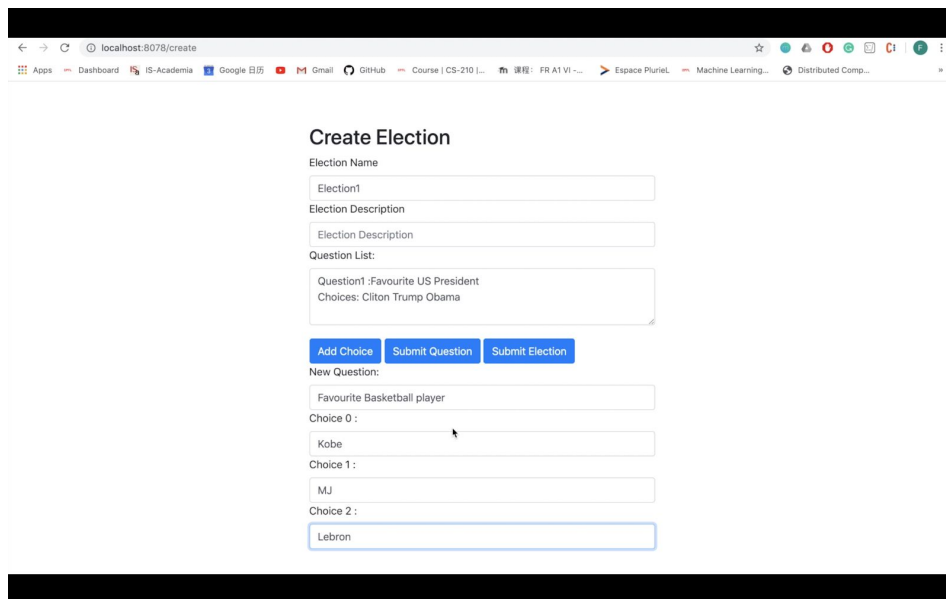 localhost:8078/create
Apps Dashboard IS-Academia Google 日历 Gmail GitHub Course | CS-210 |... 課程: FR A1 VI -... Espace PlurieL Machine Learning... Distributed Comp... »
Create Election
Election Name
Election1
Election Description
Election Description
Question List:
Question1 :Favourite US President
Choices: Cliton Trump Obama
Add Choice Submit Question Submit Election
New Question:
Favourite Basketball player
Choice 0 :
Kobe
Choice 1 :
MJ
Choice 2 :
Lebron